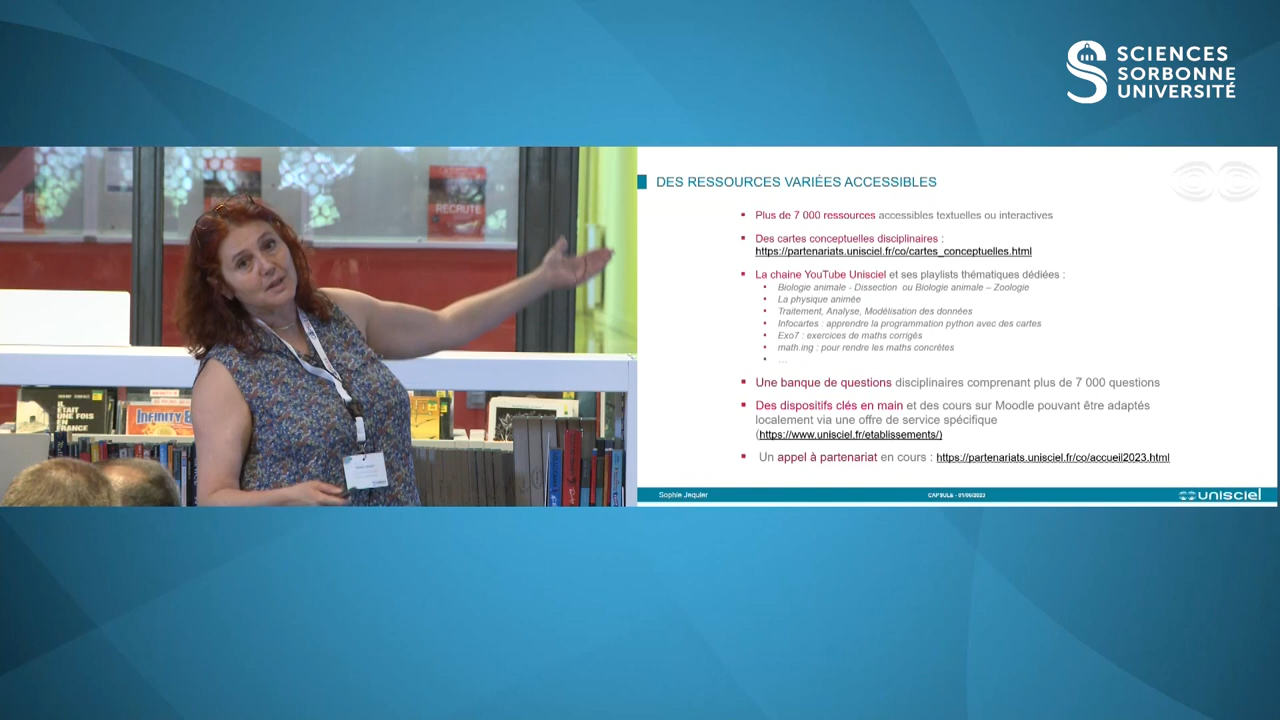 SCIENCES
SORBONNE
UNIVERSITÉ
RECRUTE
IL
ETAIT
UNE FOIS
EN
FRANCE
INFINITY 8
DES RESSOURCES VARIÉES ACCESSIBLES
Plus de 7 000 ressources accessibles textuelles ou interactives
Des cartes conceptuelles disciplinaires :
https://partenariats.unisciel.fr/co/cartes_conceptuelles.html
La chaine YouTube Unisciel et ses playlists thématiques dédiées :
Biologie animale - Dissection ou Biologie animale – Zoologie
La physique animée
Traitement, Analyse, Modélisation des données
Infocartes : apprendre la programmation python avec des cartes
Exo7 : exercices de maths corrigés
math.ing : pour rendre les maths concrètes
…
Une banque de questions disciplinaires comprenant plus de 7 000 questions
Des dispositifs clés en main et des cours sur Moodle pouvant être adaptés
localement via une offre de service spécifique
(https://www.unisciel.fr/etablissements/)
Un appel à partenariat en cours : https://partenariats.unisciel.fr/co/accueil2023.html
Sophie Jequier
CAPSULE - 01/06/2023
unisciel